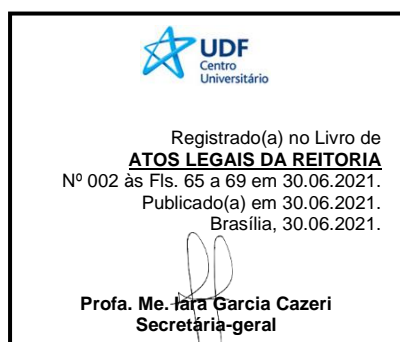 UDF
Centro
Universitário
Registrado(a) no Livro de
ATOS LEGAIS DA REITORIA
Nº 002 às Fls. 65 a 69 em 30.06.2021.
Publicado(a) em 30.06.2021.
Brasília, 30.06.2021.
Profa. Me. Iara Garcia Cazeri
Secretária-geral